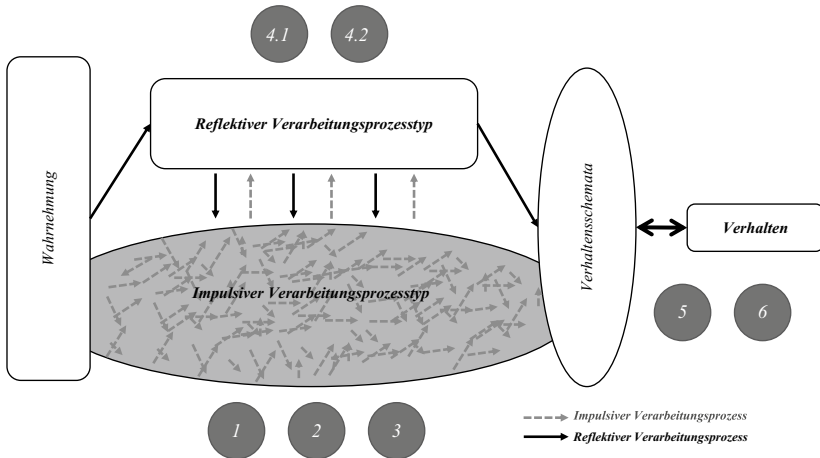 4.1
4.2
Reflektiver Verarbeitungsprozesstyp
Wahrnehmung
Impulsiver Verarbeitungsprozesstyp
Verhaltensschemata
Verhalten
5
6
1
2
3
Impulsiver Verarbeitungsprozess
Reflektiver Verarbeitungsprozess